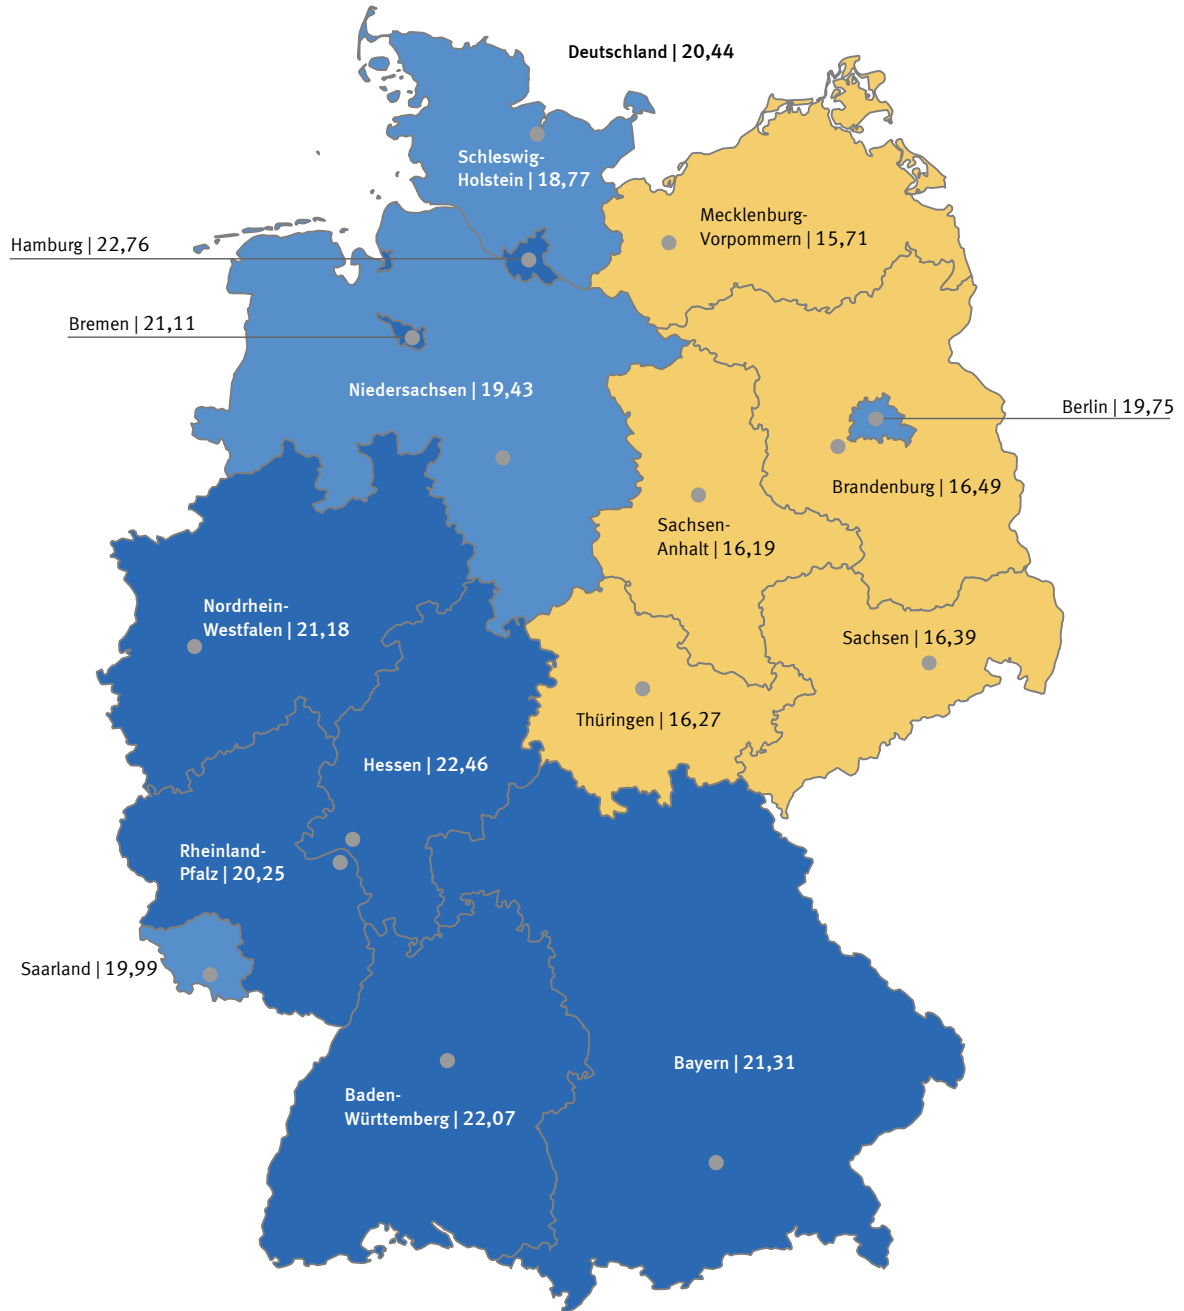 Deutschland | 20,44
Schleswig-
Holstein | 18,77
Mecklenburg-
Vorpommern | 15,71
Hamburg | 22,76
Bremen | 21,11
Niedersachsen | 19,43
Berlin | 19,75
Brandenburg | 16,49
Sachsen-
Anhalt | 16,19
Nordrhein-
Westfalen | 21,18
Sachsen | 16,39
Thüringen | 16,27
Hessen | 22,46
Rheinland-
Pfalz | 20,25
Saarland | 19,99
Bayern | 21,31
Baden-
Württemberg | 22,07